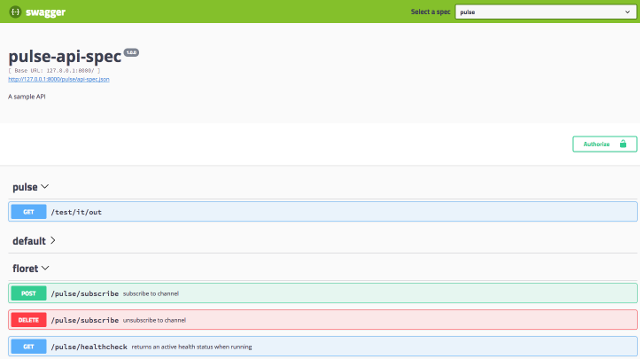 {··} swagger
Select a spec pulse
pulse-api-spec 1.0.0
[ Base URL: 127.0.0.1:8000/ ]
http://127.0.0.1:8000/pulse/api-spec.json
A sample API
Authorize
pulse
GET /test/it/out
default
floret
POST /pulse/subscribe subscribe to channel
DELETE /pulse/subscribe unsubscribe to channel
GET /pulse/healthcheck returns an active health status when running